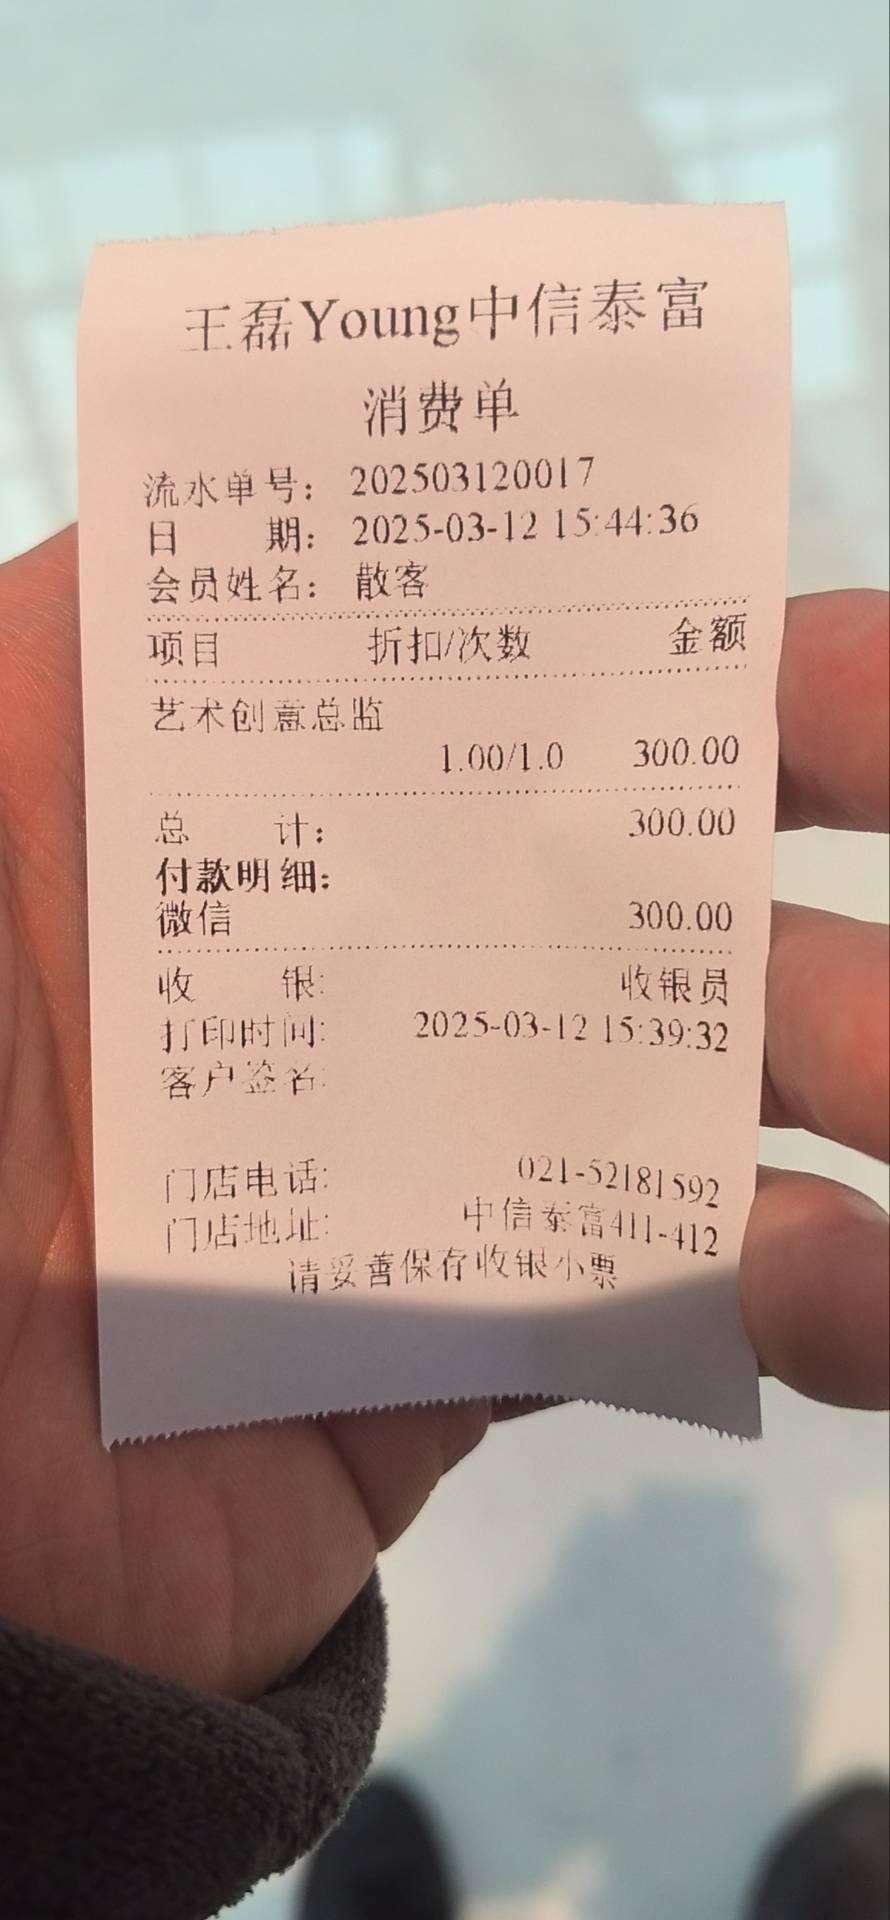 王磊Young中信泰富
消费单
流水单号： 202503120017
日 期： 2025-03-12 15:44:36
会员姓名： 散客
项目 折扣/次数 金额
艺术创意总监
1.00/1.0 300.00
总 计： 300.00
付款明细：
微信 300.00
收 银: 收银员
打印时间: 2025-03-12 15:39:32
客户签名:
门店电话: 021-52181592
门店地址: 中信泰富411-412
请妥善保存收银小票